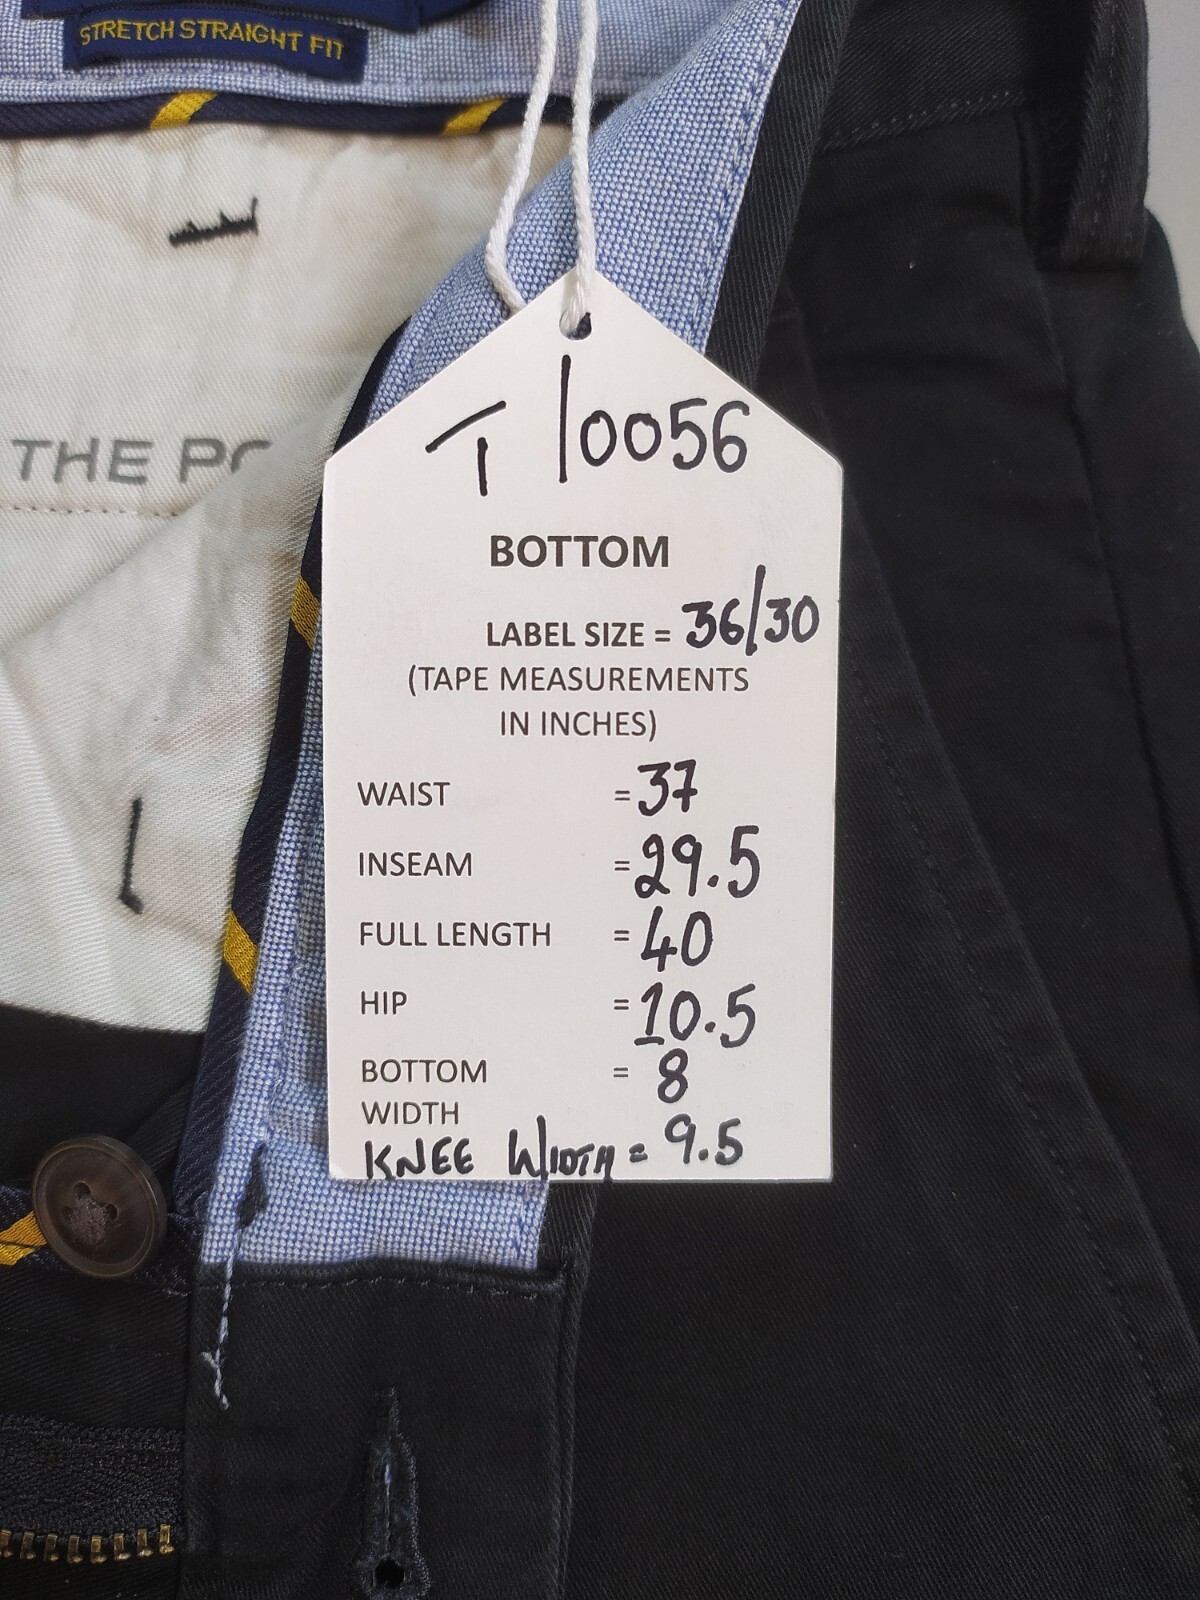 STRETCH STRAIGHT FIT
THE PO
T 10056
BOTTOM
LABEL SIZE = 36/30
(TAPE MEASUREMENTS
IN INCHES)
WAIST = 37
INSEAM = 29.5
FULL LENGTH = 40
HIP = 10.5
BOTTOM = 8
WIDTH
KNEE WIDTH = 9.5